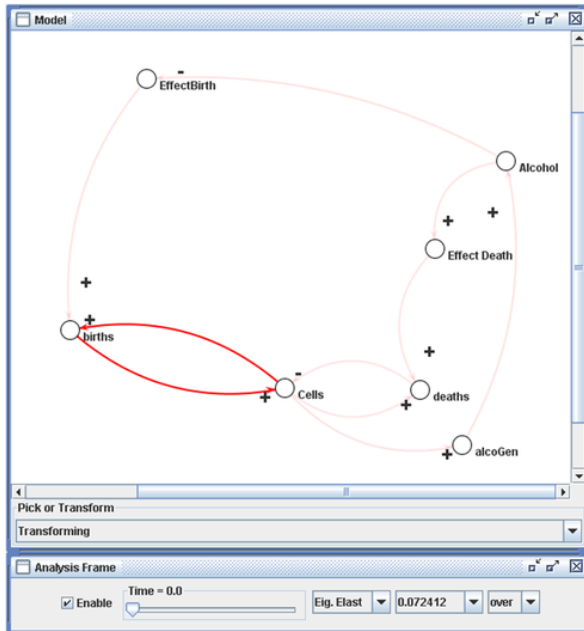 Model
-
EffectBirth
Alcohol
+
+
Effect Death
+
+
births
+
-
Cells
+
deaths
+
alcoGen
+
Pick or Transform
Transforming
Analysis Frame
Enable
Time = 0.0
Eig. Elast
0.072412
over